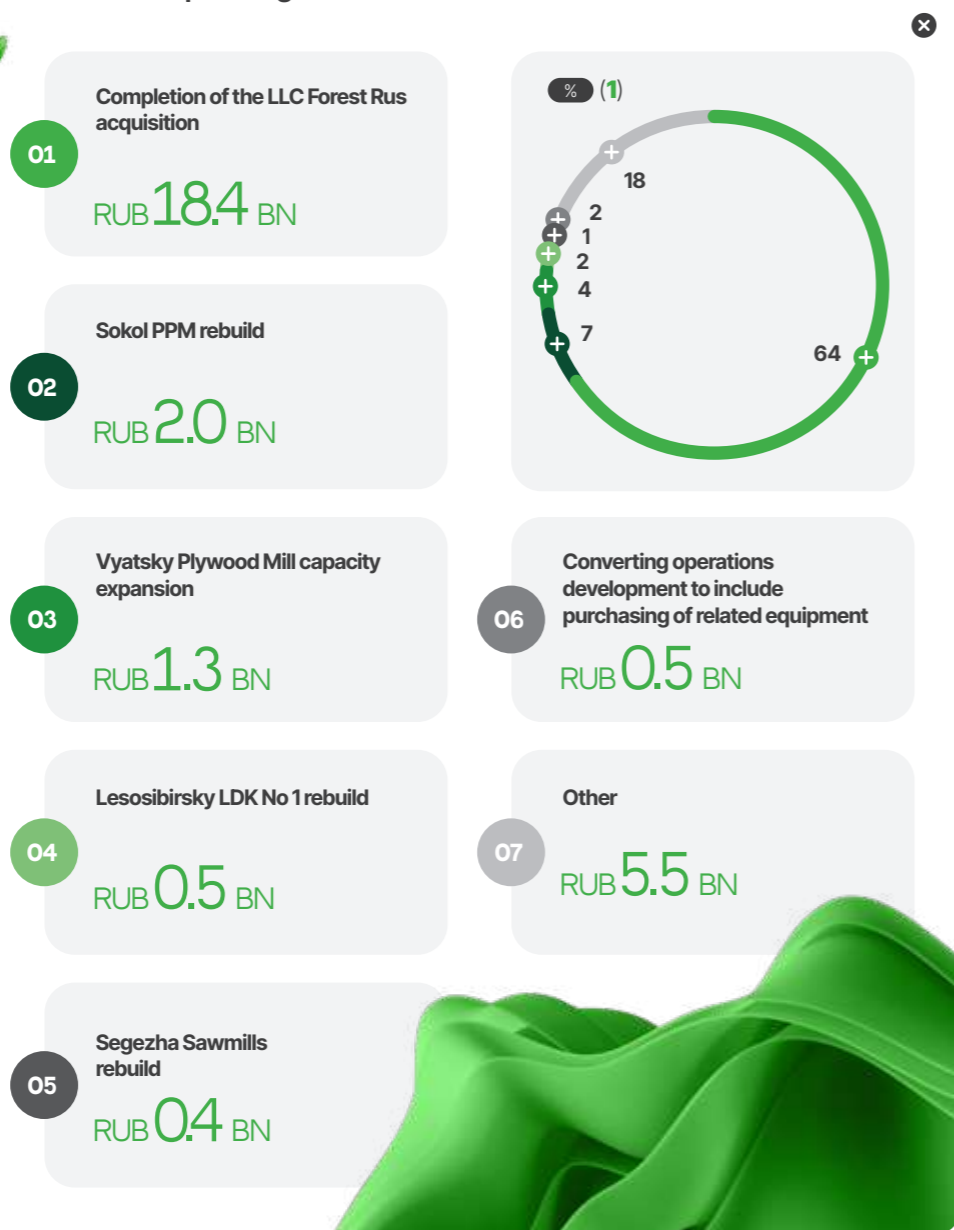 01
Completion of the LLC Forest Rus
acquisition
RUB 18.4 BN
02
Sokol PPM rebuild
RUB 2.0 BN
03
Vyatsky Plywood Mill capacity
expansion
RUB 1.3 BN
04
Lesosibirsky LDK No 1 rebuild
RUB 0.5 BN
05
Segezha Sawmills
rebuild
RUB 0.4 BN
% (1)
18
2
1
2
4
7
64
06
Converting operations
development to include
purchasing of related equipment
RUB 0.5 BN
07
Other
RUB 5.5 BN